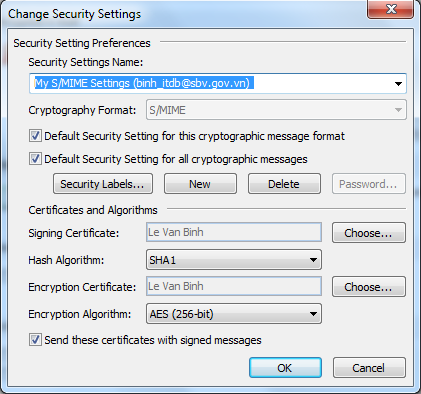 Change Security Settings
Security Setting Preferences
Security Settings Name:
My S/MIME Settings (binh_itdb@sbv.gov.vn)
Cryptography Format: S/MIME
Default Security Setting for this cryptographic message format
Default Security Setting for all cryptographic messages
Security Labels... New Delete Password...
Certificates and Algorithms
Signing Certificate: Le Van Binh Choose...
Hash Algorithm: SHA1
Encryption Certificate: Le Van Binh Choose...
Encryption Algorithm: AES (256-bit)
Send these certificates with signed messages
OK Cancel